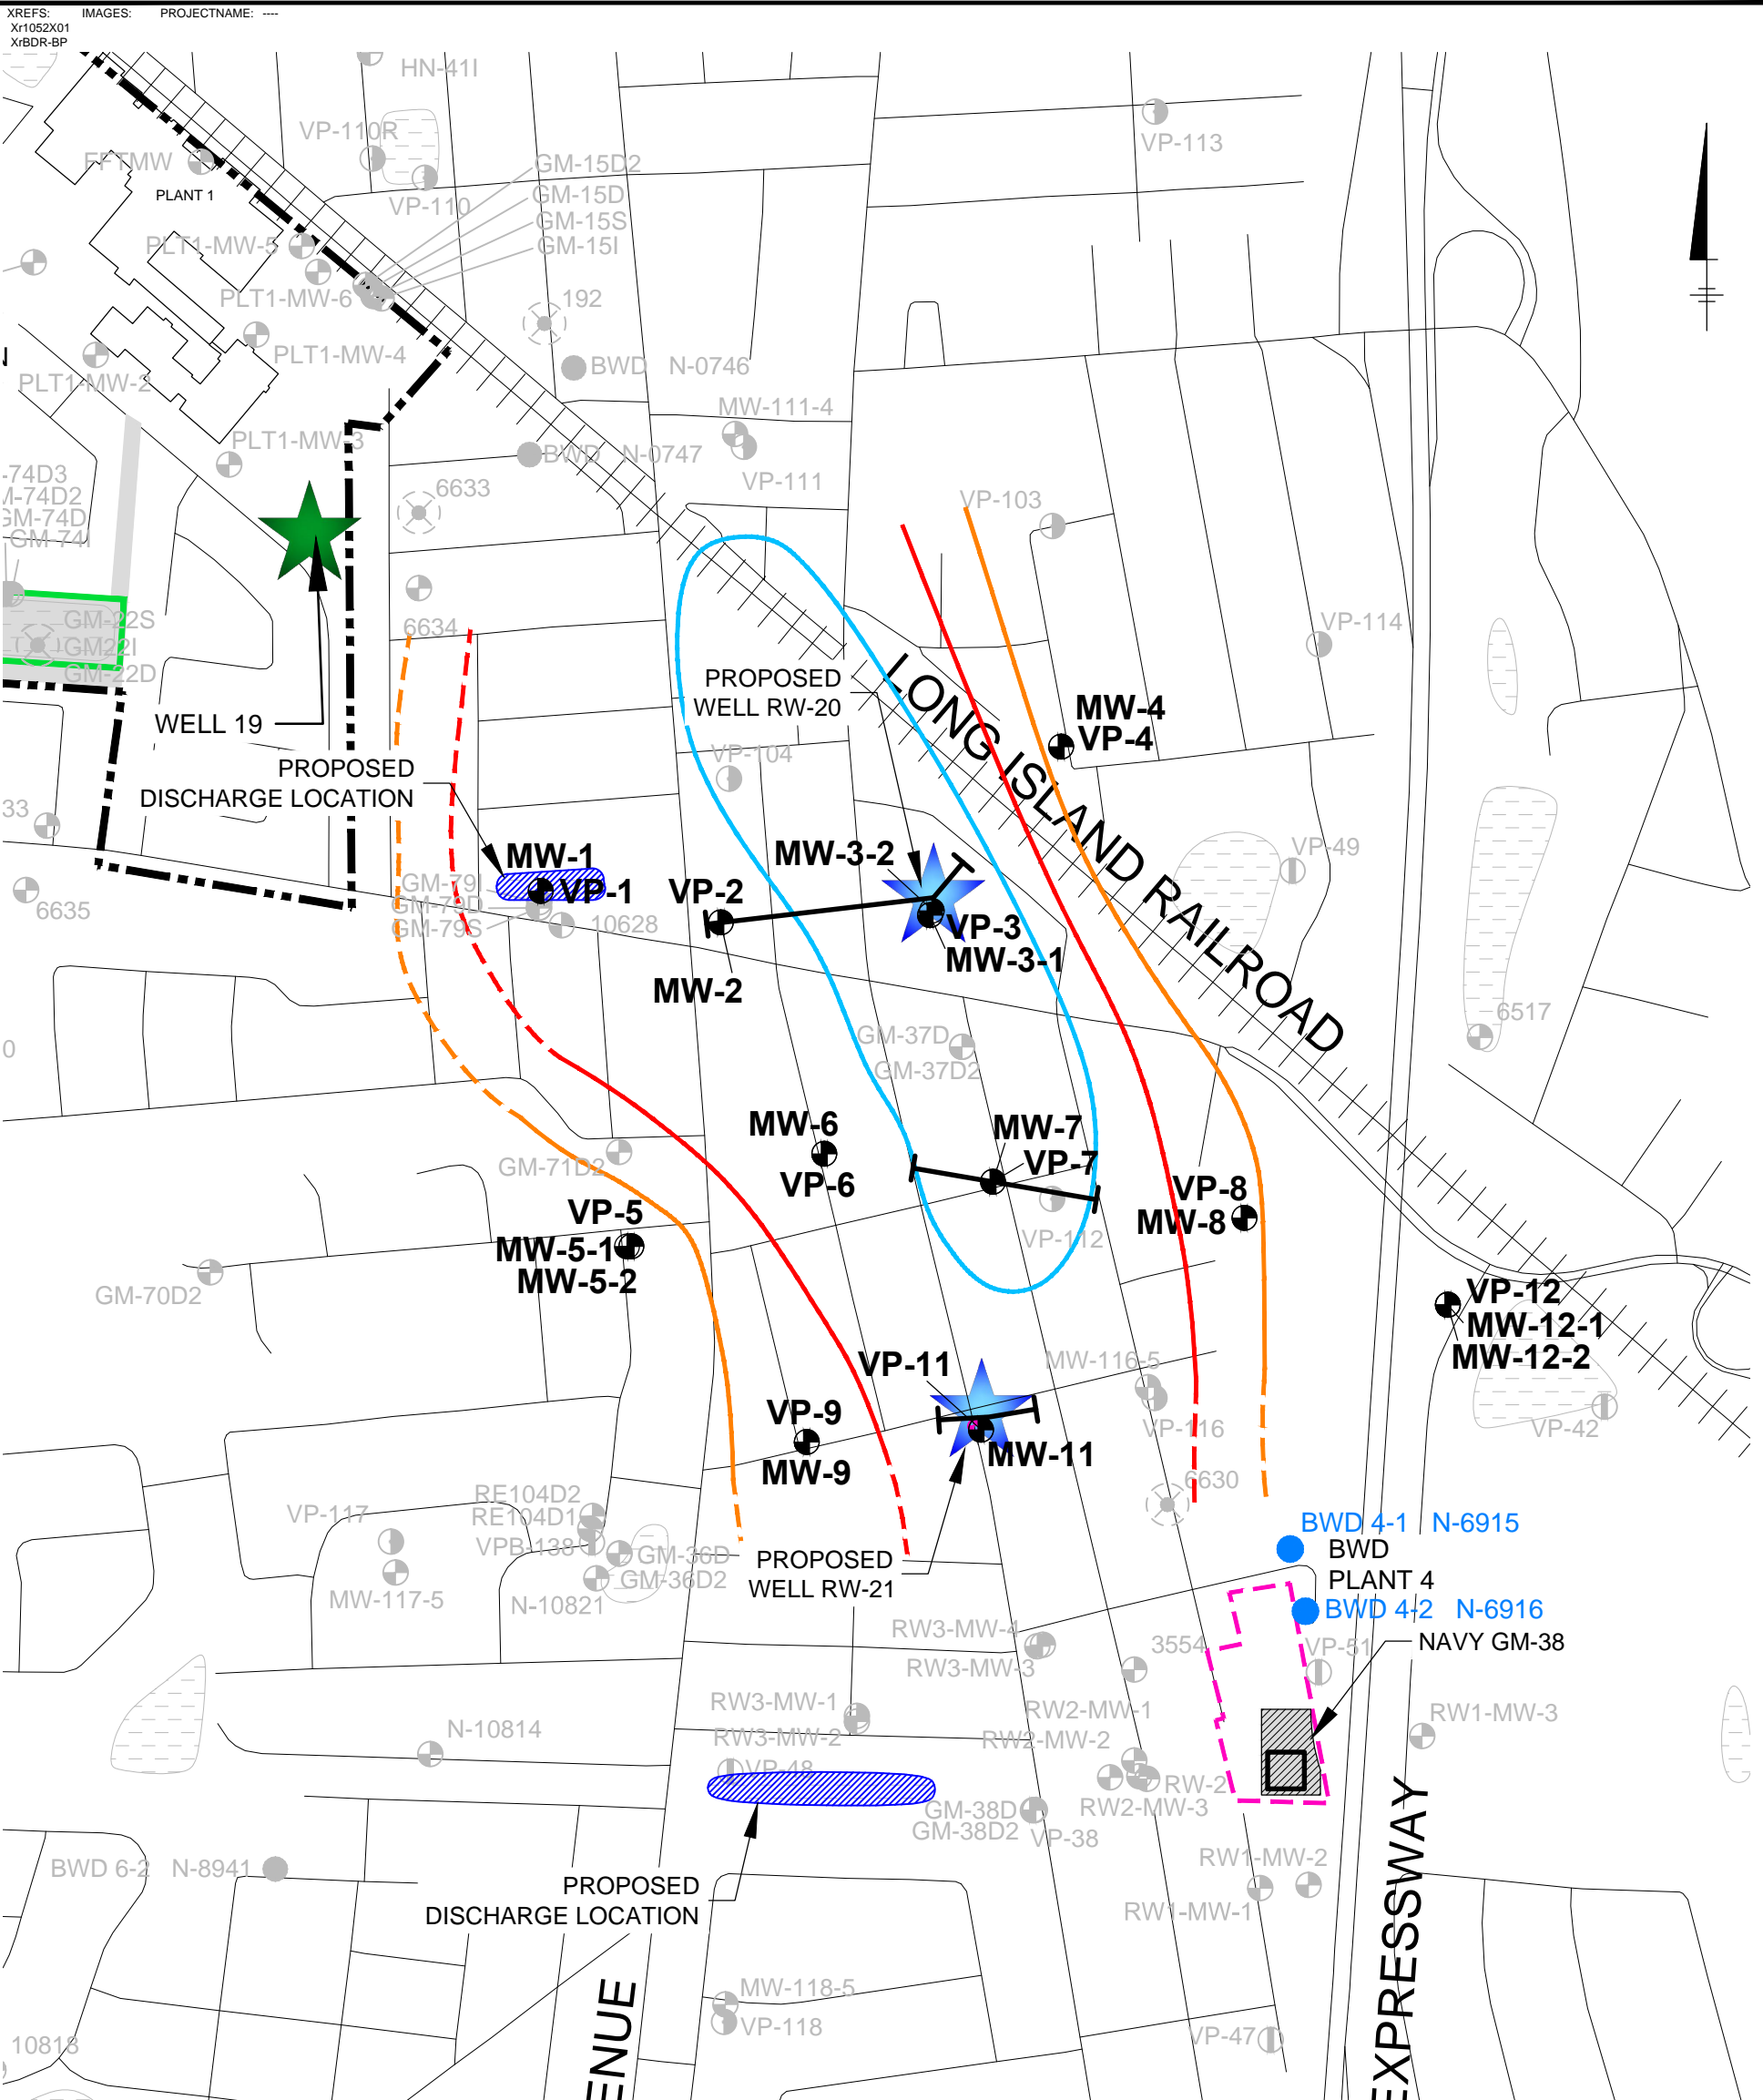 XREFS: IMAGES: PROJECTNAME: ----
Xr1052X01
XrBDR-BP
HN-41I
VP-110R
VP-113
FFTMW
GM-15D2
PLANT 1
GM-15D
VP-110
GM-15S
PLT1-MW-5
GM-15I
PLT1-MW-6
192
PLT1-MW-4
BWD N-0746
PLT1-MW-2
MW-111-4
PLT1-MW-3
BWD N-0747
-74D3
VP-111
6633
VP-103
GM-74D
GM-74I
GM-22S
6634
VP-114
GM22I
GM-22D
PROPOSED
WELL RW-20
LONG ISLAND RAILROAD
MW-4
VP-4
WELL 19
VP-104
PROPOSED
DISCHARGE LOCATION
33
MW-1
MW-3-2
VP-49
GM-79I
VP-1
VP-2
GM-79D
6635
GM-79S
10628
VP-3
MW-3-1
MW-2
6517
GM-37D
0
GM-37D2
MW-6
MW-7
GM-71D2
VP-7
VP-6
VP-8
VP-5
MW-8
VP-112
MW-5-1
MW-5-2
GM-70D2
VP-12
MW-12-1
MW-12-2
VP-11
MW-116-5
VP-9
VP-116
VP-42
MW-11
MW-9
6630
RE104D2
VP-117
RE104D1
BWD 4-1 N-6915
VPB-138
GM-36D
PROPOSED
WELL RW-21
BWD
PLANT 4
GM-36D2
MW-117-5
N-10821
BWD 4-2 N-6916
RW3-MW-4
3554
VP-51
NAVY GM-38
RW3-MW-3
RW3-MW-1
RW2-MW-1
RW1-MW-3
N-10814
RW3-MW-2
RW2-MW-2
VP-48
RW-2
GM-38D
RW2-MW-3
GM-38D2
VP-38
BWD 6-2 N-8941
RW1-MW-2
PROPOSED
DISCHARGE LOCATION
RW1-MW-1
EXPRESSWAY
MW-118-5
ENUE
VP-118
VP-47
10818